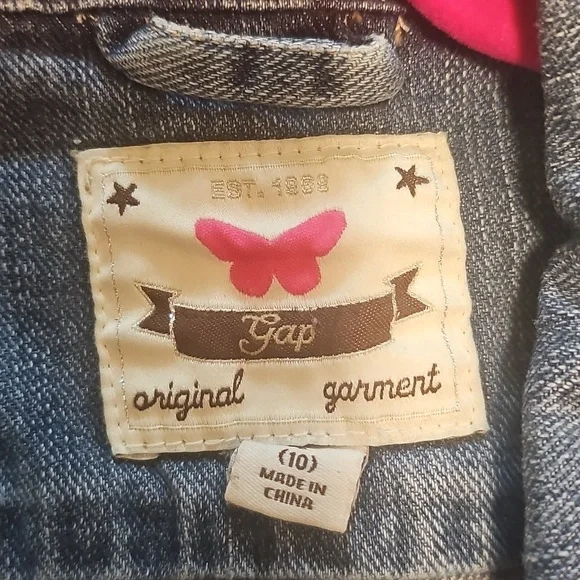 EST. 1969
Gap
original garment
(10)
MADE IN
CHINA